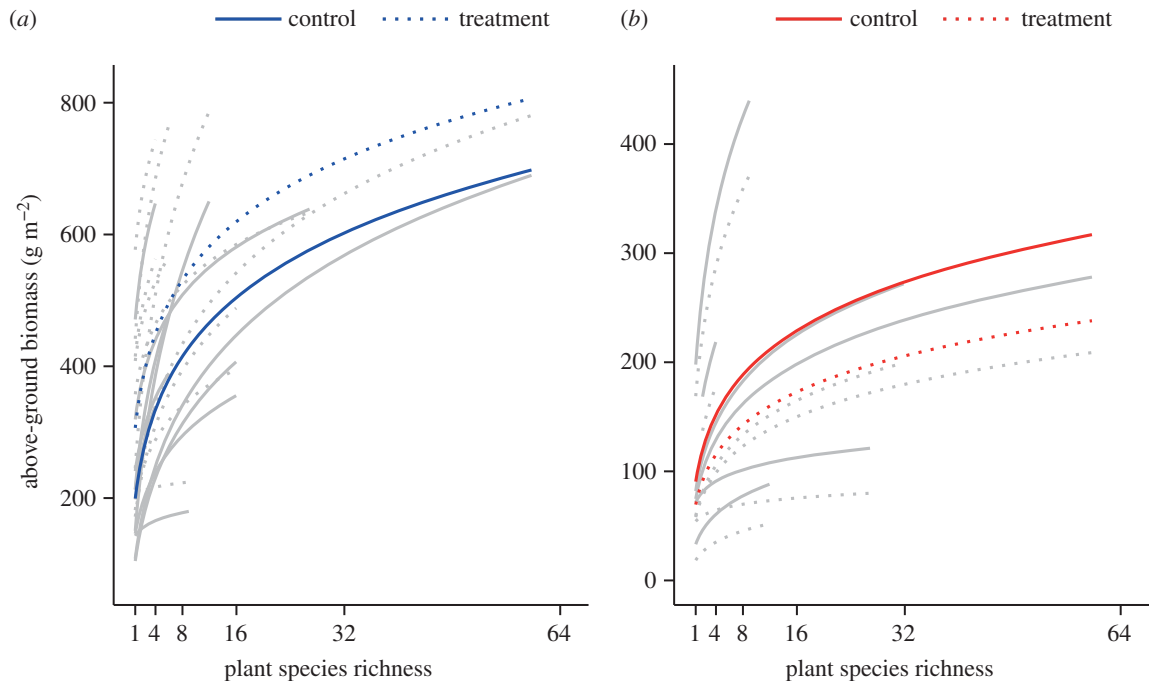 (a) control treatment
(b) control treatment
above-ground biomass (g m−2)
800
600
400
200
1 4 8 16 32 64
plant species richness
400
300
200
100
0
1 4 8 16 32 64
plant species richness